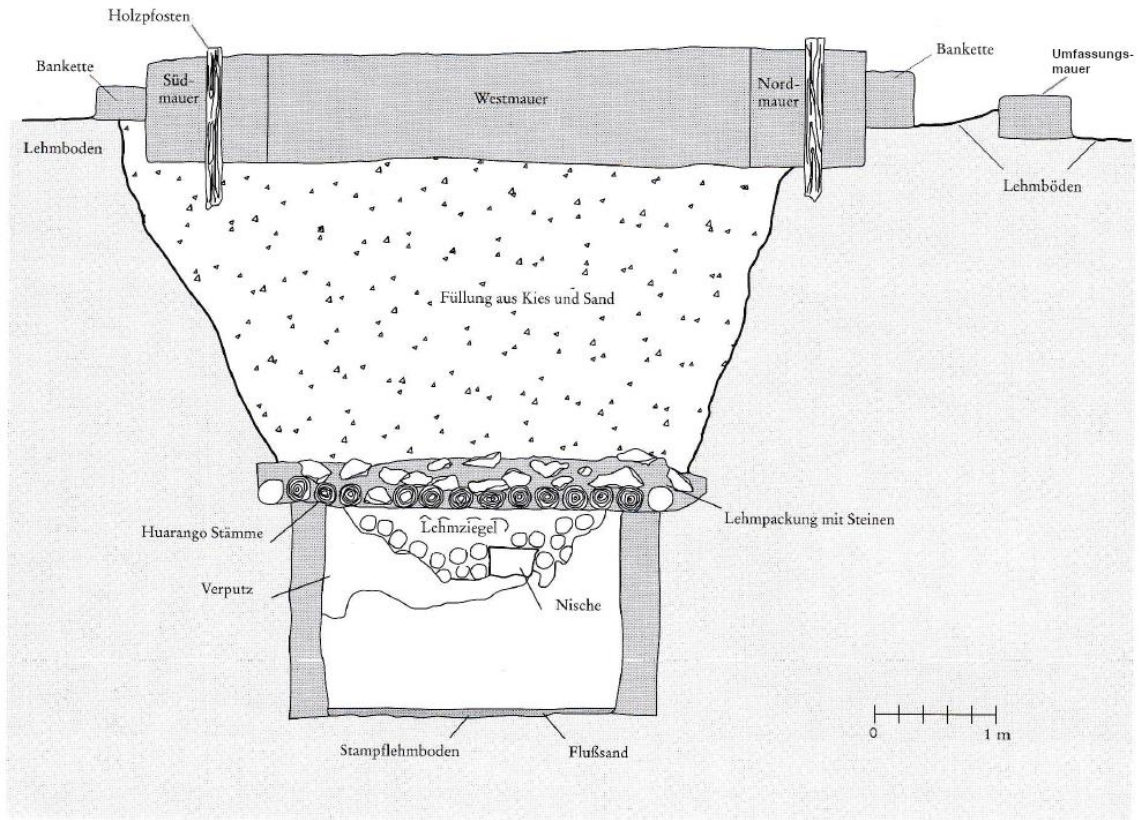 Holzpfosten
Bankette
Süd-
mauer
Westmauer
Nord-
mauer
Bankette
Umfassungs-
mauer
Lehmboden
Lehmböden
Füllung aus Kies und Sand
Huarango Stämme
Lehmziegel
Lehmpackung mit Steinen
Verputz
Nische
Stampflehmboden
Flußsand
0
1 m